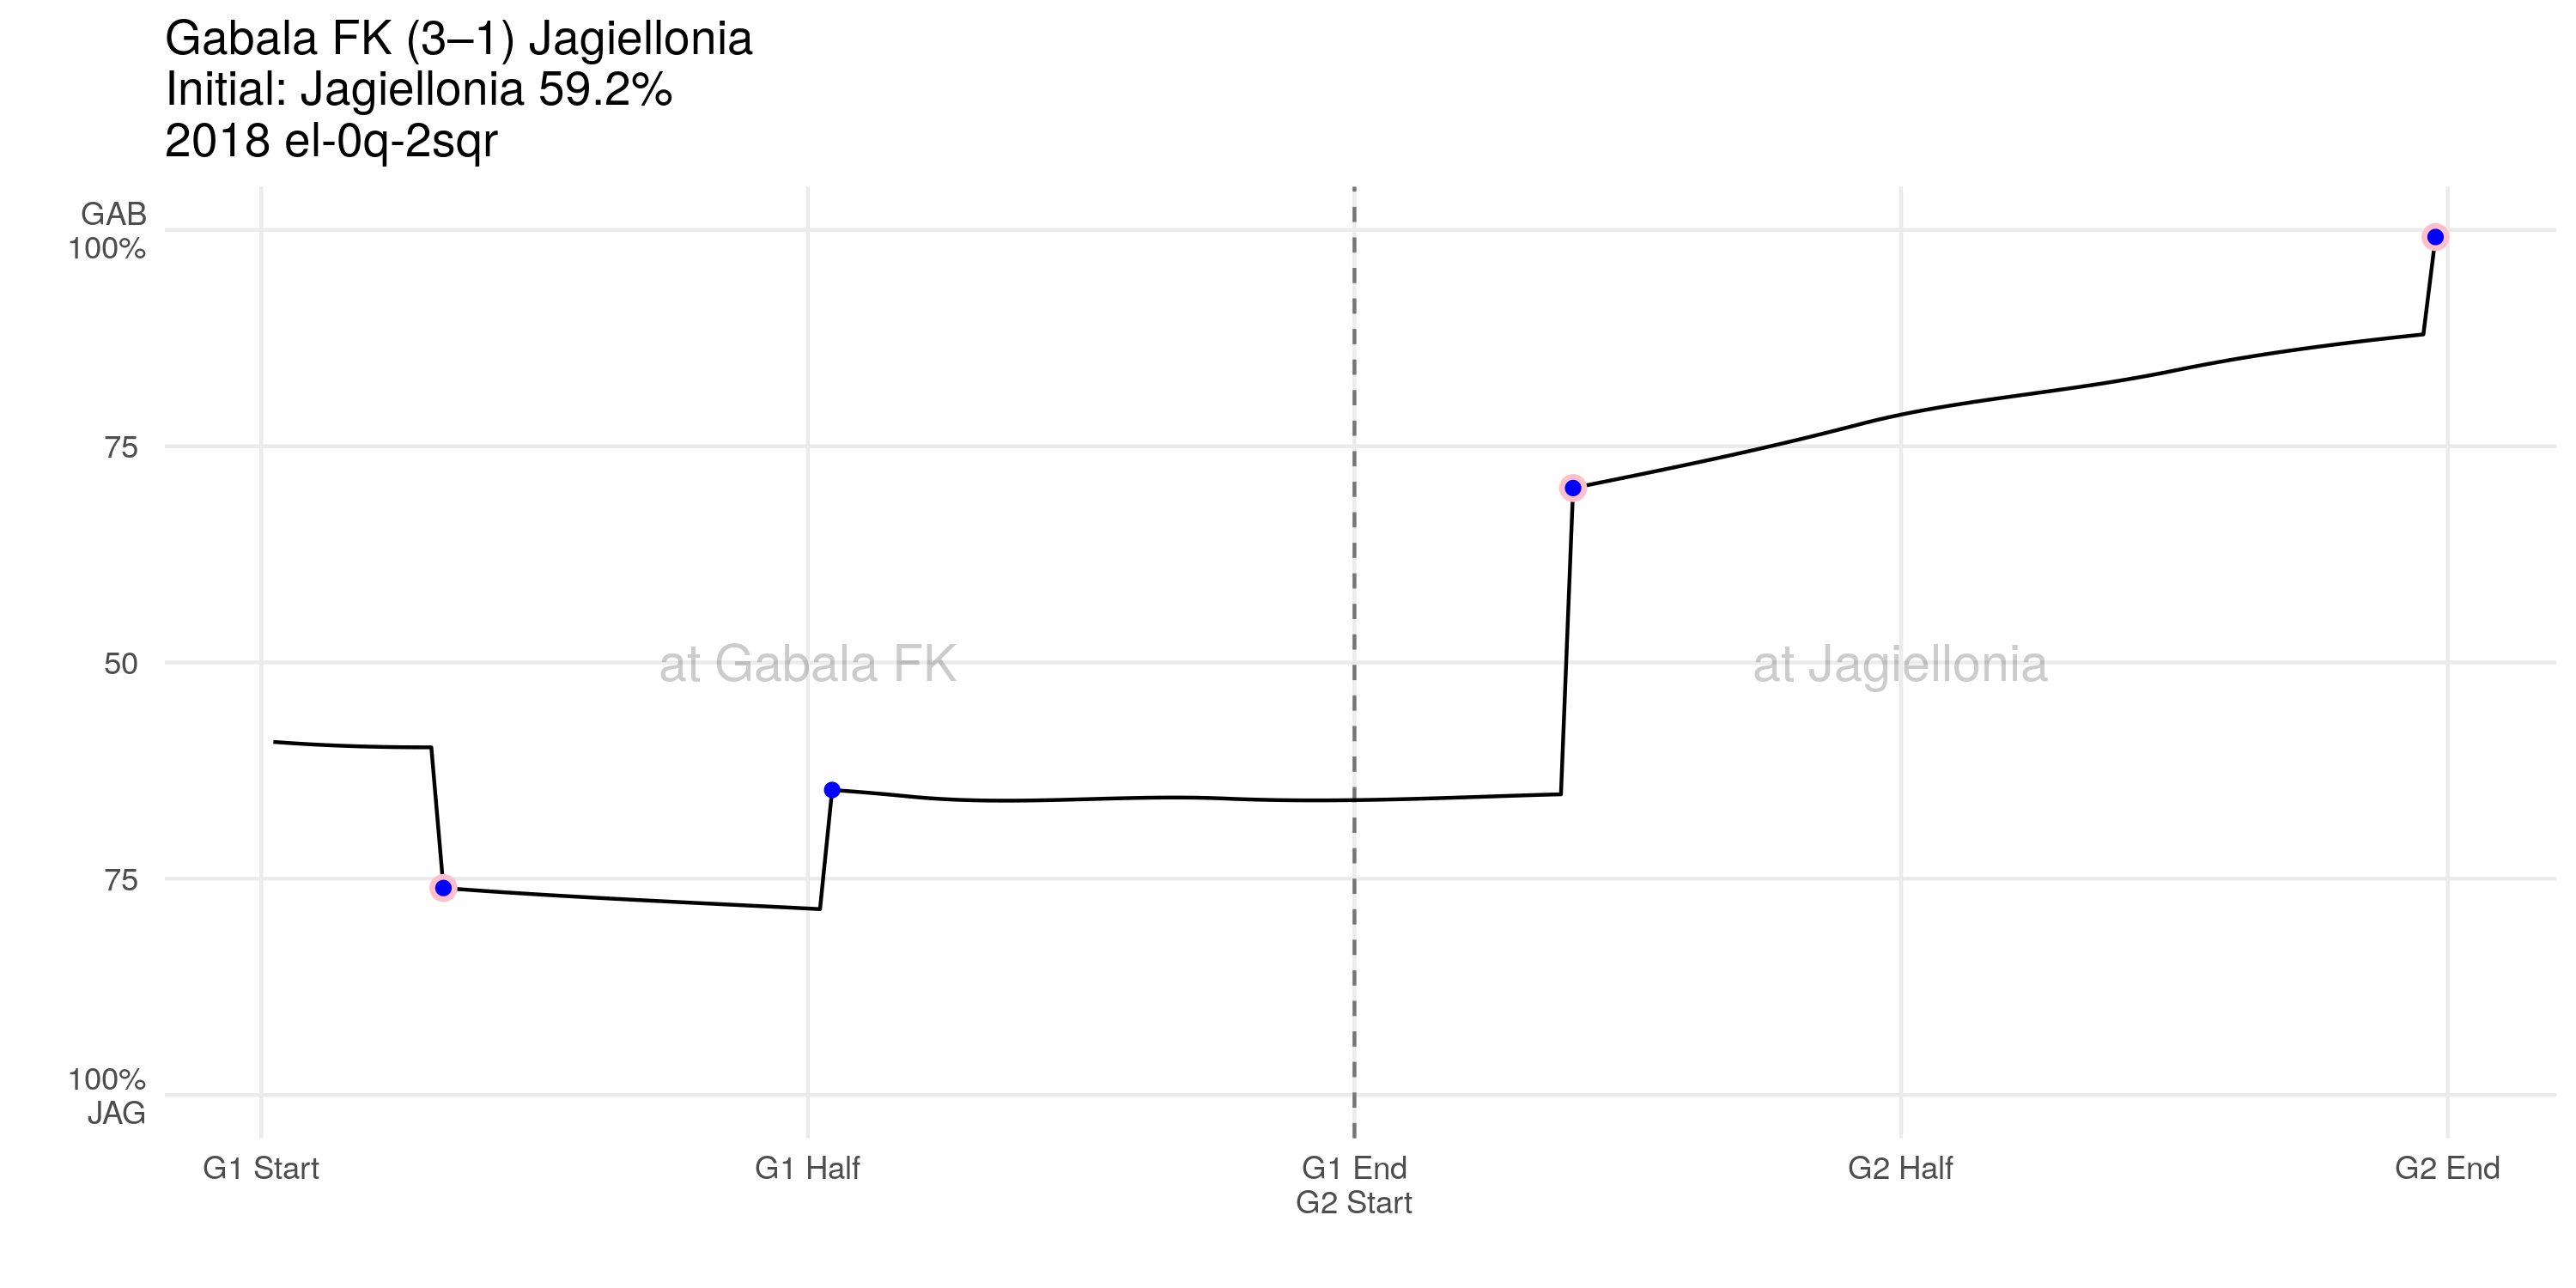 Gabala FK (3–1) Jagiellonia
Initial: Jagiellonia 59.2%
2018 el-0q-2sqr
GAB
100%
75
50
75
100%
JAG
at Gabala FK
at Jagiellonia
G1 Start
G1 Half
G1 End
G2 Start
G2 Half
G2 End